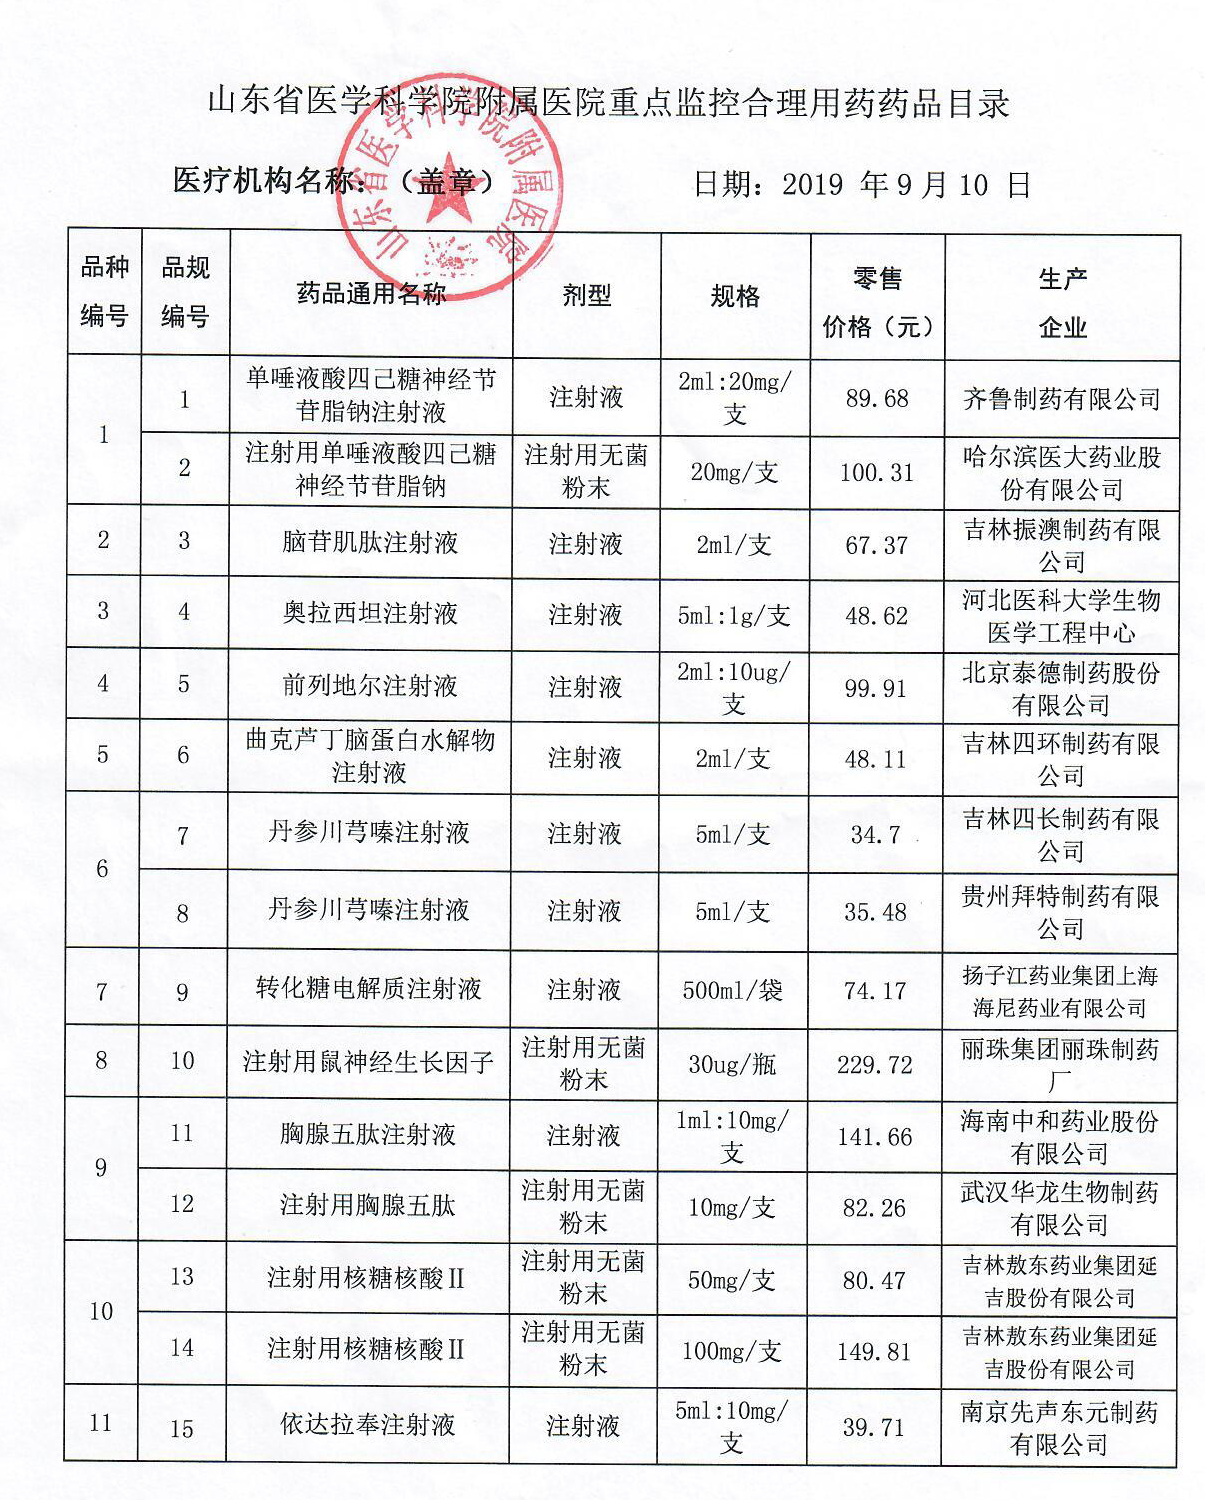 山东省医学科学院附属医院重点监控合理用药药品目录
医疗机构名称：（盖章）
日期：2019 年9月10 日
山东省医学科学院附属医院
品种 编号 品规 编号 药品通用名称 剂型 规格 零售 价格（元） 生产 企业
1 1 单唾液酸四己糖神经节 苷脂钠注射液 注射液 2ml:20mg/ 支 89.68 齐鲁制药有限公司
2 注射用单唾液酸四己糖 神经节苷脂钠 注射用无菌 粉末 20mg/支 100.31 哈尔滨医大药业股 份有限公司
2 3 脑苷肌肽注射液 注射液 2ml/支 67.37 吉林振澳制药有限 公司
3 4 奥拉西坦注射液 注射液 5ml:1g/支 48.62 河北医科大学生物 医学工程中心
4 5 前列地尔注射液 注射液 2ml:10ug/ 支 99.91 北京泰德制药股份 有限公司
5 6 曲克芦丁脑蛋白水解物 注射液 注射液 2ml/支 48.11 吉林四环制药有限 公司
6 7 丹参川芎嗪注射液 注射液 5ml/支 34.7 吉林四长制药有限 公司
8 丹参川芎嗪注射液 注射液 5ml/支 35.48 贵州拜特制药有限 公司
7 9 转化糖电解质注射液 注射液 500ml/袋 74.17 扬子江药业集团上海 海尼药业有限公司
8 10 注射用鼠神经生长因子 注射用无菌 粉末 30ug/瓶 229.72 丽珠集团丽珠制药 厂
9 11 胸腺五肽注射液 注射液 1ml:10mg/ 支 141.66 海南中和药业股份 有限公司
12 注射用胸腺五肽 注射用无菌 粉末 10mg/支 82.26 武汉华龙生物制药 有限公司
10 13 注射用核糖核酸Ⅱ 注射用无菌 粉末 50mg/支 80.47 吉林敖东药业集团延 吉股份有限公司
14 注射用核糖核酸Ⅱ 注射用无菌 粉末 100mg/支 149.81 吉林敖东药业集团延 吉股份有限公司
11 15 依达拉奉注射液 注射液 5ml:10mg/ 支 39.71 南京先声东元制药 有限公司